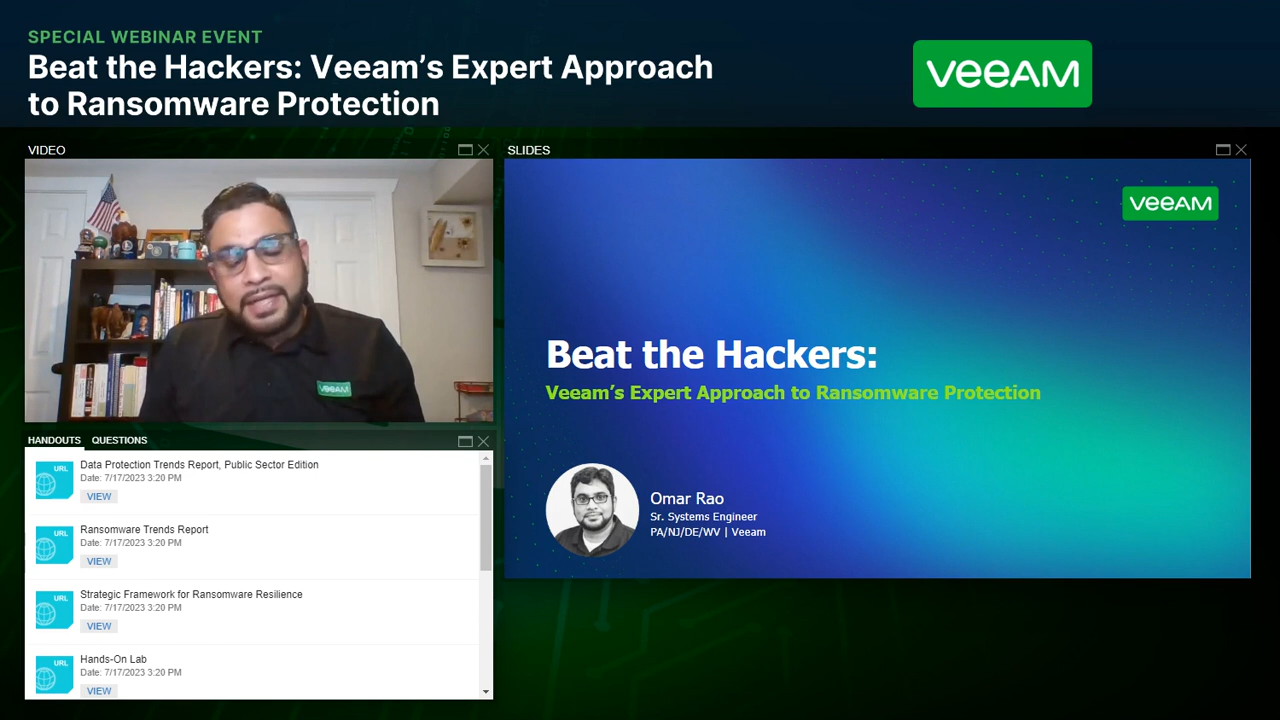 SPECIAL WEBINAR EVENT
Beat the Hackers: Veeam’s Expert Approach
to Ransomware Protection
veeAM
VIDEO
SLIDES
veeAM
veeAM
Beat the Hackers:
Veeam’s Expert Approach to Ransomware Protection
Omar Rao
Sr. Systems Engineer
PA/NJ/DE/WV | Veeam
HANDOUTS QUESTIONS
URL
Data Protection Trends Report, Public Sector Edition
Date: 7/17/2023 3:20 PM
VIEW
URL
Ransomware Trends Report
Date: 7/17/2023 3:20 PM
VIEW
URL
Strategic Framework for Ransomware Resilience
Date: 7/17/2023 3:20 PM
VIEW
URL
Hands-On Lab
Date: 7/17/2023 3:20 PM
VIEW